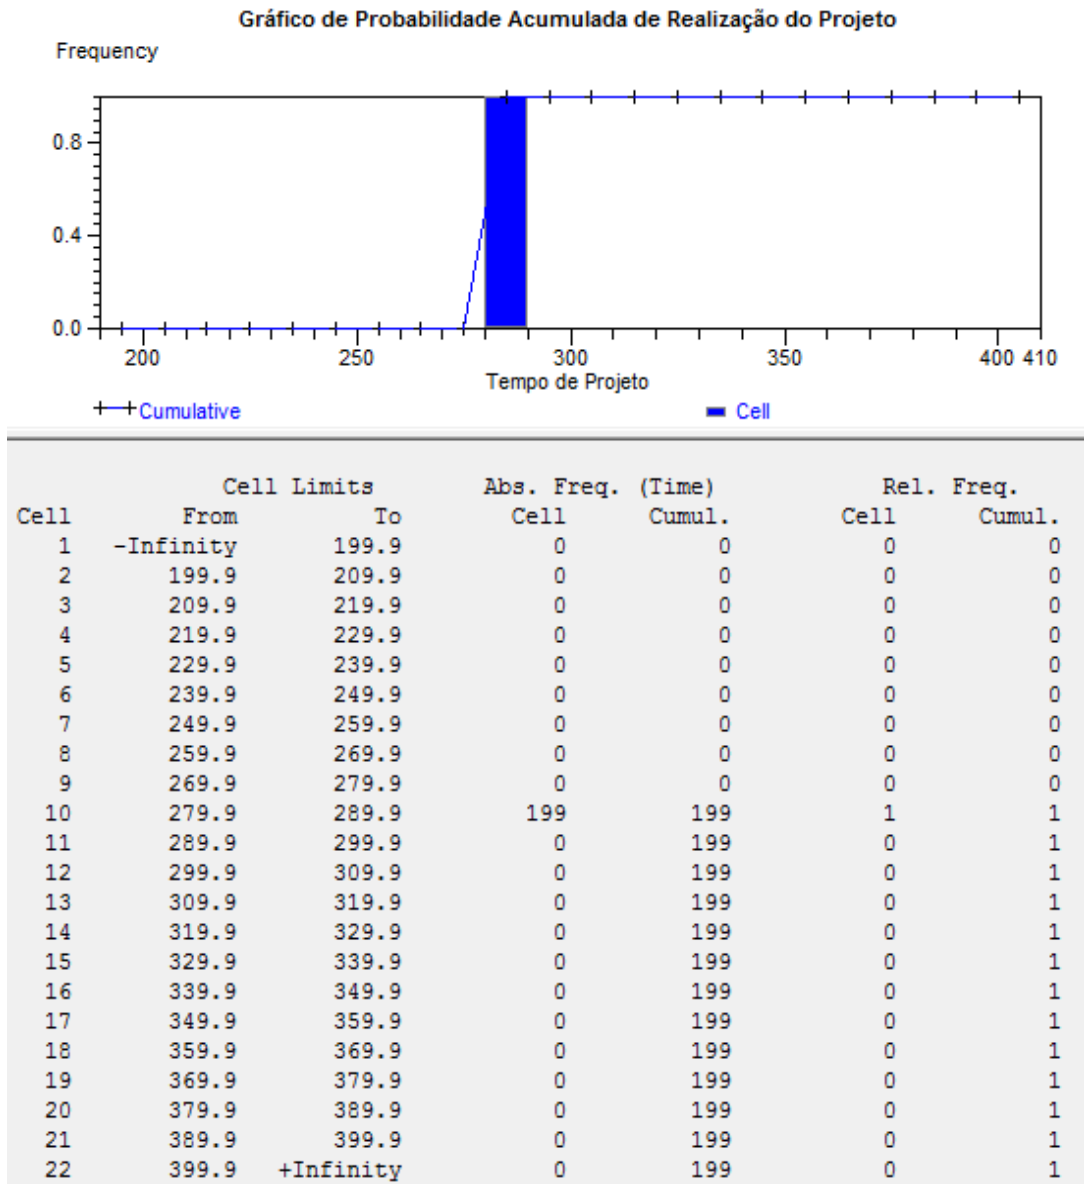 Gráfico de Probabilidade Acumulada de Realização do Projeto
Frequency
0.8
0.4
0.0
200 250 300 350 400 410
Tempo de Projeto
Cumulative Cell
Cell Limits Abs. Freq. (Time) Rel. Freq.
Cell From To Cell Cumul. Cell Cumul.
1 -Infinity 199.9 0 0 0 0
2 199.9 209.9 0 0 0 0
3 209.9 219.9 0 0 0 0
4 219.9 229.9 0 0 0 0
5 229.9 239.9 0 0 0 0
6 239.9 249.9 0 0 0 0
7 249.9 259.9 0 0 0 0
8 259.9 269.9 0 0 0 0
9 269.9 279.9 0 0 0 0
10 279.9 289.9 199 199 1 1
11 289.9 299.9 0 199 0 1
12 299.9 309.9 0 199 0 1
13 309.9 319.9 0 199 0 1
14 319.9 329.9 0 199 0 1
15 329.9 339.9 0 199 0 1
16 339.9 349.9 0 199 0 1
17 349.9 359.9 0 199 0 1
18 359.9 369.9 0 199 0 1
19 369.9 379.9 0 199 0 1
20 379.9 389.9 0 199 0 1
21 389.9 399.9 0 199 0 1
22 399.9 +Infinity 0 199 0 1